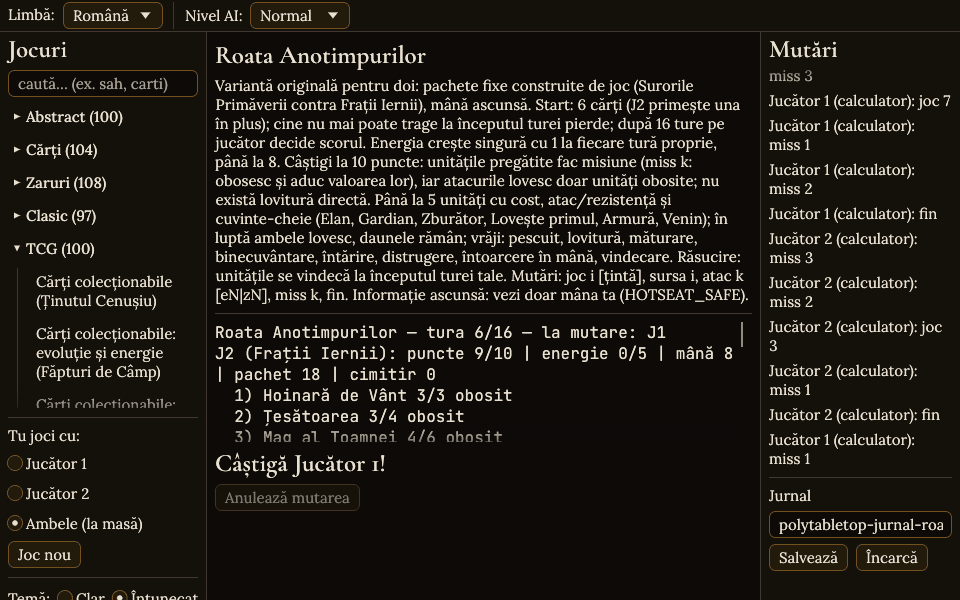 Limbă: Română ▼ Nivel AI: Normal ▼
Jocuri
caută... (ex. sah, carti)
▸ Abstract (100)
▸ Cărți (104)
▸ Zaruri (108)
▸ Clasic (97)
▾ TCG (100)
Cărți colecționabile
(Ținutul Cenușiu)
Cărți colecționabile:
evoluție și energie
(Făpturi de Câmp)
Cărți colecționabile:
Tu joci cu:
Jucător 1
Jucător 2
Ambele (la masă)
Joc nou
Temă: Clar Întunecat
Roata Anotimpurilor
Variantă originală pentru doi: pachete fixe construite de joc (Surorile
Primăverii contra Frații Iernii), mână ascunsă. Start: 6 cărți (J2 primește una
în plus); cine nu mai poate trage la începutul turei pierde; după 16 ture pe
jucător decide scorul. Energia crește singură cu 1 la fiecare tură proprie,
până la 8. Câștigi la 10 puncte: unitățile pregătite fac misiune (miss k:
obosesc și aduc valoarea lor), iar atacurile lovesc doar unități obosite; nu
există lovitură directă. Până la 5 unități cu cost, atac/rezistență și
cuvinte-cheie (Elan, Gardian, Zburător, Lovește primul, Armură, Venin); în
luptă ambele lovesc, daunele rămân; vrăji: pescuit, lovitură, măturare,
binecuvântare, întărire, distrugere, întoarcere în mână, vindecare. Răsucire:
unitățile se vindecă la începutul turei tale. Mutări: joc i [țintă], sursa i, atac k
[eN|zN], miss k, fin. Informație ascunsă: vezi doar mâna ta (HOTSEAT_SAFE).
Roata Anotimpurilor — tura 6/16 — la mutare: J1
J2 (Frații Iernii): puncte 9/10 | energie 0/5 | mână 8
| pachet 18 | cimitir 0
1) Hoinară de Vânt 3/3 obosit
2) Țesătoarea 3/4 obosit
3) Mag al Toamnei 4/6 obosit
Câștigă Jucător 1!
Anulează mutarea
Mutări
miss 3
Jucător 1 (calculator): joc 7
Jucător 1 (calculator):
miss 1
Jucător 1 (calculator):
miss 2
Jucător 1 (calculator): fin
Jucător 2 (calculator):
miss 3
Jucător 2 (calculator):
miss 2
Jucător 2 (calculator): joc
3
Jucător 2 (calculator):
miss 1
Jucător 2 (calculator): fin
Jucător 1 (calculator):
miss 1
Jurnal
polytabletop-jurnal-roa
Salvează Încarcă